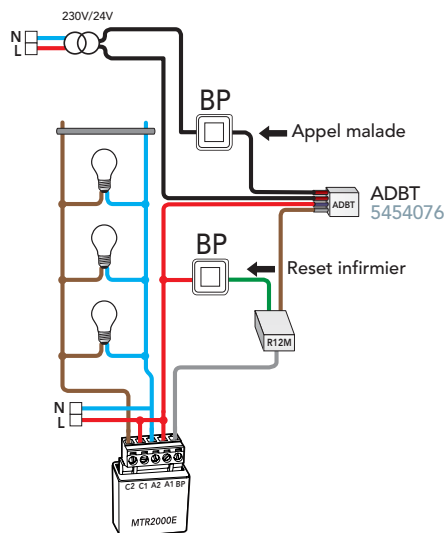 230V/24V
N
L
BP
Appel malade
ADBT
ADBT
5454076
BP
Reset infirmier
R12M
N
L
C2 C1 A2 A1 BP
MTR2000E